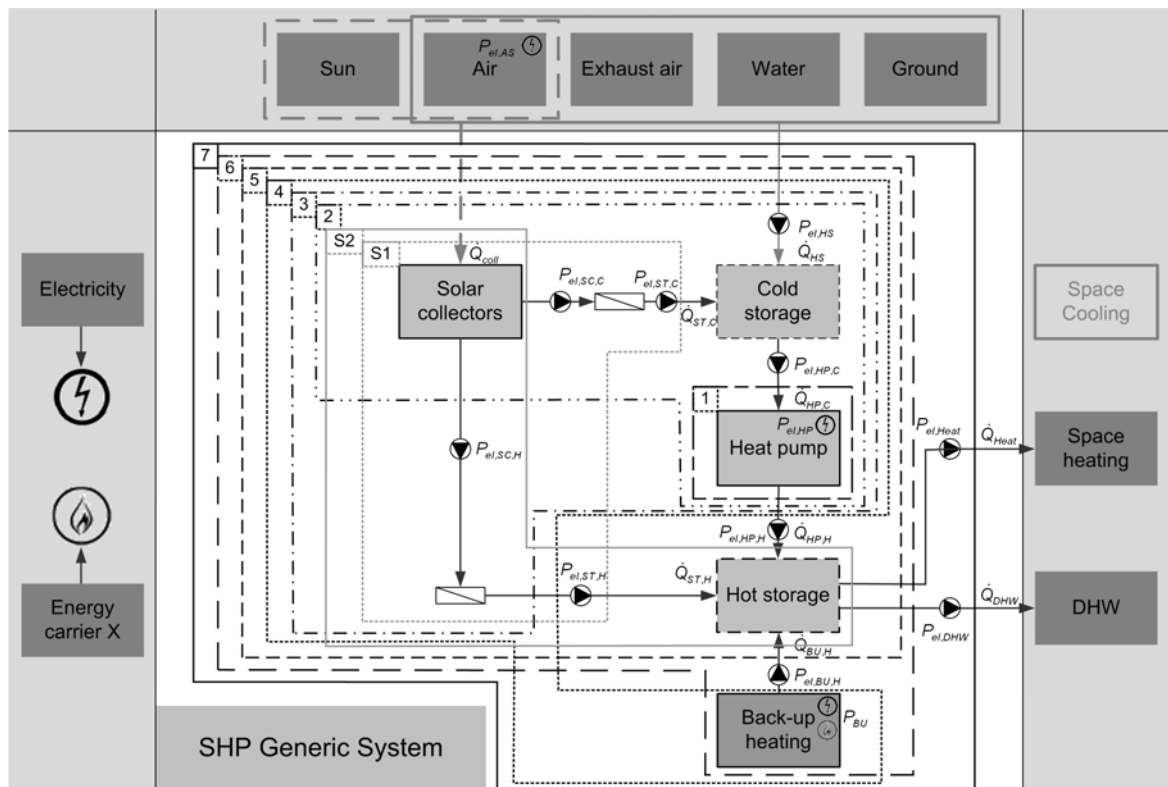 P_el,AS
Sun
Air
Exhaust air
Water
Ground
7
6
5
4
3
2
S2
S1
Q̇_coll
P_el,HS
Q̇_HS
Electricity
Solar
collectors
P_el,SC,C
P_el,ST,C
Q̇_ST,C
Cold
storage
Space
Cooling
P_el,HP,C
1
Q̇_HP,C
P_el,HP
Heat pump
P_el,SC,H
P_el,Heat
Q̇_Heat
Space
heating
P_el,HP,H
Q̇_HP,H
P_el,ST,H
Q̇_ST,H
Hot storage
Energy
carrier X
Q̇_DHW
DHW
P_el,DHW
Q̇_BU,H
P_el,BU,H
Back-up
heating
P_BU
SHP Generic System